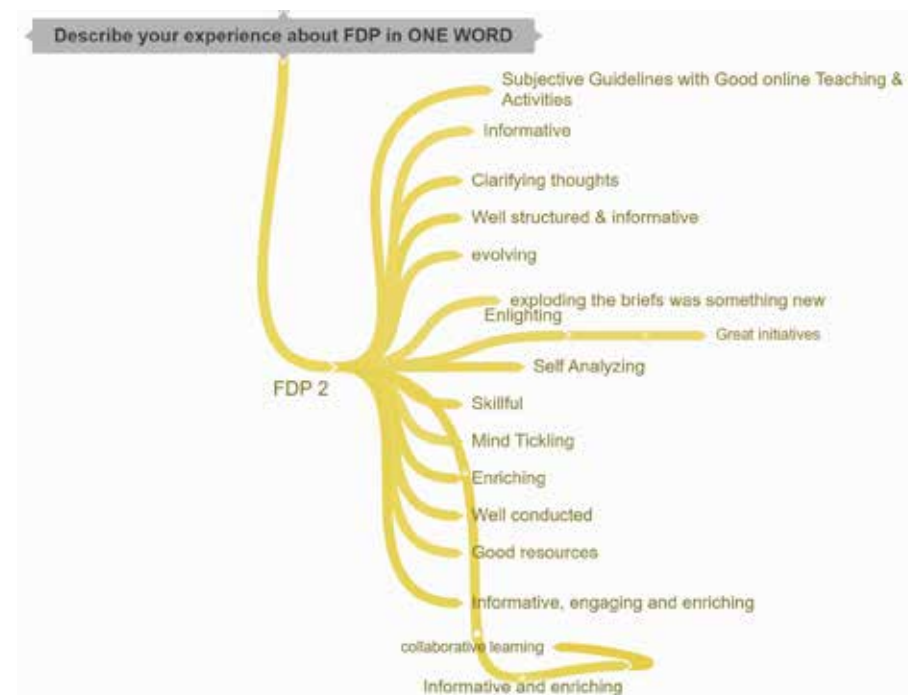 Describe your experience about FDP in ONE WORD
Subjective Guidelines with Good online Teaching &
Activities
Informative
Clarifying thoughts
Well structured & informative
evolving
exploding the briefs was something new
Enlighting
Great initiatives
Self Analyzing
FDP 2
Skillful
Mind Tickling
Enriching
Well conducted
Good resources
Informative, engaging and enriching
collaborative learning
Informative and enriching